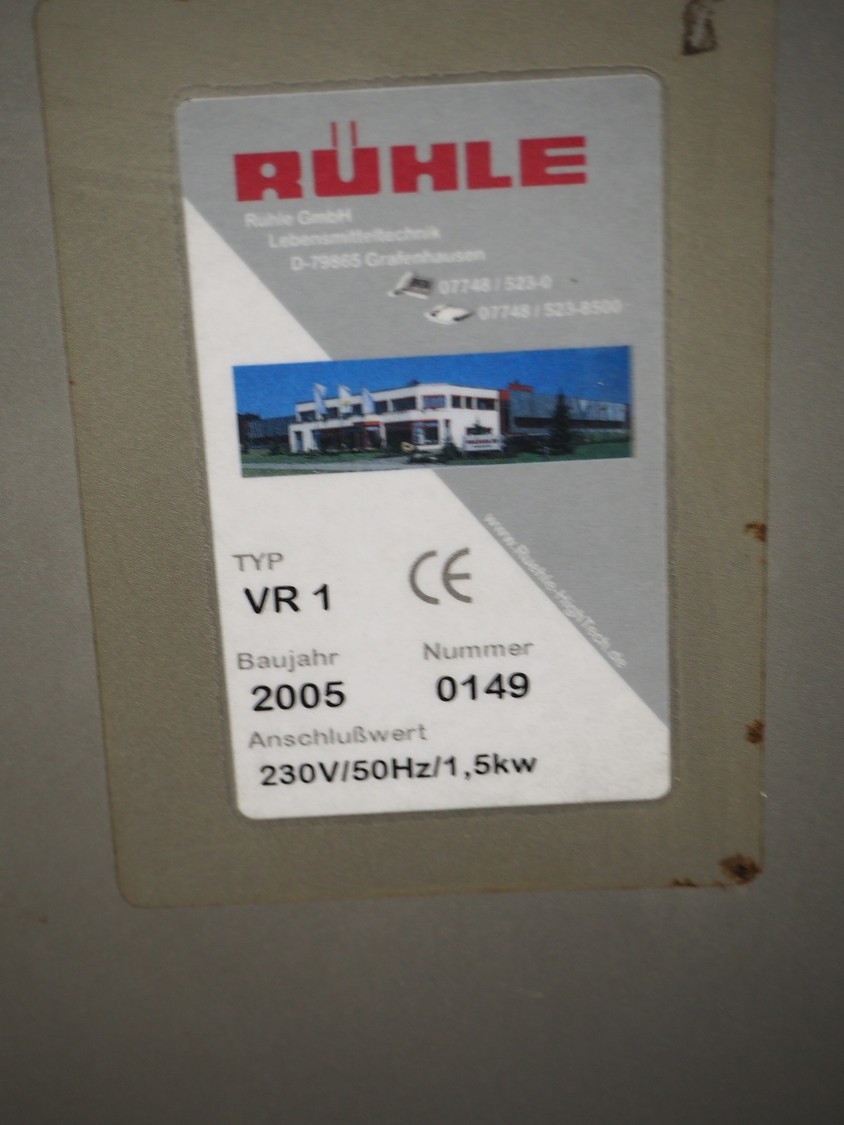 RÜHLE
Rühle GmbH
Lebensmitteltechnik
D-79865 Grafenhausen
07748 / 523-0
07748 / 523-8500
www.Ruehle-HighTech.de
TYP
CE
VR 1
Baujahr
Nummer
2005
0149
Anschlußwert
230V/50Hz/1,5kw